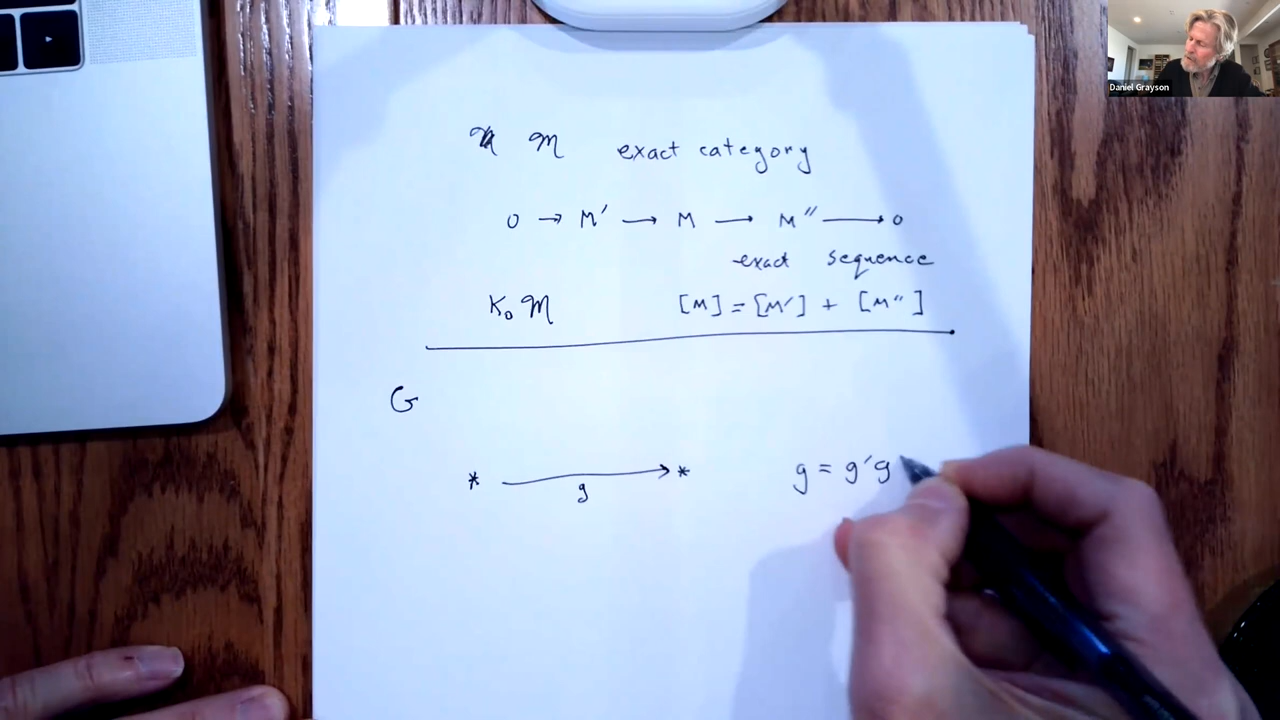 𝓜 exact category
0 → M′ → M → M″ → 0
exact sequence
K₀ 𝓜 [M] = [M′] + [M″]
G
* → *
g
g = g′g
Daniel Grayson